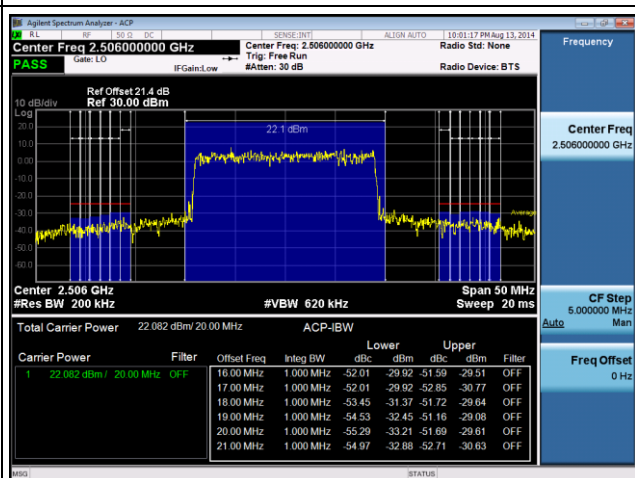 Agilent Spectrum Analyzer - ACP
RL RF 50 Ω DC SENSE:INT ALIGN AUTO 10:01:17 PM Aug 13, 2014
Center Freq 2.506000000 GHz
Center Freq: 2.506000000 GHz
Radio Std: None
Trig: Free Run
PASS
Gate: LO
IFGain:Low
#Atten: 30 dB
Radio Device: BTS
Ref Offset 21.4 dB
10 dB/div Ref 30.00 dBm
Log
20.0
10.0
0.00
-10.0
-20.0
-30.0
-40.0
-50.0
-60.0
22.1 dBm
Average
Center 2.506 GHz Span 50 MHz
#Res BW 200 kHz #VBW 620 kHz Sweep 20 ms
Total Carrier Power 22.082 dBm/ 20.00 MHz ACP-IBW
Lower Upper
Carrier Power Filter Offset Freq Integ BW dBc dBm dBc dBm Filter
1 22.082 dBm / 20.00 MHz OFF
16.00 MHz 1.000 MHz -52.01 -29.92 -51.59 -29.51 OFF
17.00 MHz 1.000 MHz -52.01 -29.92 -52.85 -30.77 OFF
18.00 MHz 1.000 MHz -53.45 -31.37 -51.72 -29.64 OFF
19.00 MHz 1.000 MHz -54.53 -32.45 -51.16 -29.08 OFF
20.00 MHz 1.000 MHz -55.29 -33.21 -51.69 -29.61 OFF
21.00 MHz 1.000 MHz -54.97 -32.88 -52.71 -30.63 OFF
MSG STATUS
Frequency
Center Freq
2.506000000 GHz
CF Step
5.000000 MHz
Auto Man
Freq Offset
0 Hz